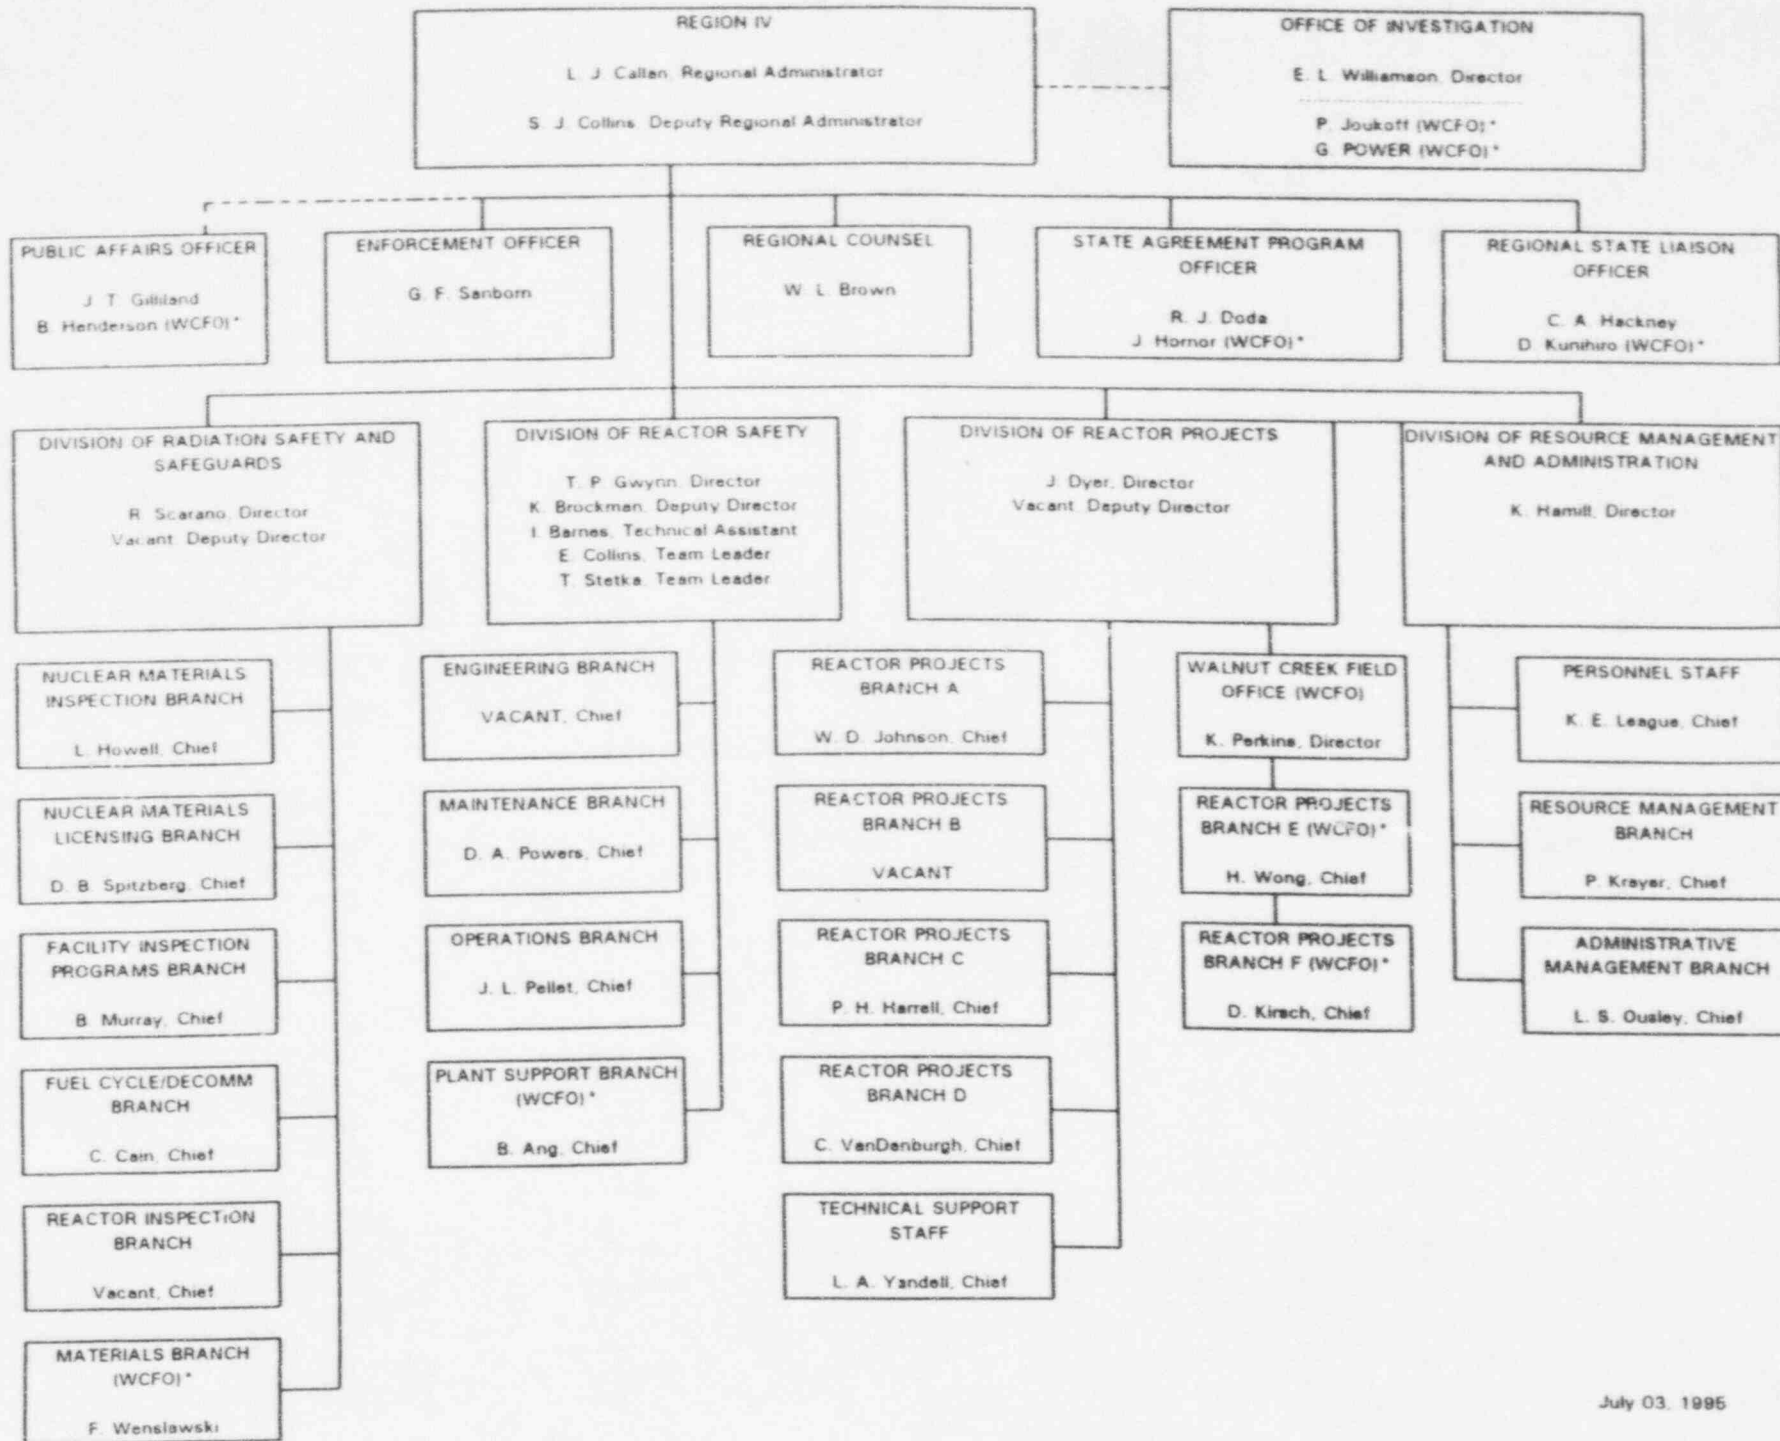 REGION IV
L. J. Callan, Regional Administrator
S. J. Collins, Deputy Regional Administrator
OFFICE OF INVESTIGATION
E. L. Williamson, Director
P. Joukoff (WCFO)*
G. POWER (WCFO)*
PUBLIC AFFAIRS OFFICER
J. T. Gilliland
B. Henderson (WCFO)*
ENFORCEMENT OFFICER
G. F. Sanborn
REGIONAL COUNSEL
W. L. Brown
STATE AGREEMENT PROGRAM
OFFICER
R. J. Doda
J. Hornor (WCFO)*
REGIONAL STATE LIAISON
OFFICER
C. A. Hackney
D. Kunihiro (WCFO)*
DIVISION OF RADIATION SAFETY AND
SAFEGUARDS
R. Scarano, Director
Vacant, Deputy Director
DIVISION OF REACTOR SAFETY
T. P. Gwynn, Director
K. Brockman, Deputy Director
I. Barnes, Technical Assistant
E. Collins, Team Leader
T. Stetka, Team Leader
DIVISION OF REACTOR PROJECTS
J. Dyer, Director
Vacant, Deputy Director
DIVISION OF RESOURCE MANAGEMENT
AND ADMINISTRATION
K. Hamill, Director
NUCLEAR MATERIALS
INSPECTION BRANCH
L. Howell, Chief
NUCLEAR MATERIALS
LICENSING BRANCH
D. B. Spitzberg, Chief
FACILITY INSPECTION
PROGRAMS BRANCH
B. Murray, Chief
FUEL CYCLE/DECOMM
BRANCH
C. Cain, Chief
REACTOR INSPECTION
BRANCH
Vacant, Chief
MATERIALS BRANCH
(WCFO)*
F. Wenslawski
ENGINEERING BRANCH
VACANT, Chief
MAINTENANCE BRANCH
D. A. Powers, Chief
OPERATIONS BRANCH
J. L. Pellet, Chief
PLANT SUPPORT BRANCH
(WCFO)*
B. Ang, Chief
REACTOR PROJECTS
BRANCH A
W. D. Johnson, Chief
REACTOR PROJECTS
BRANCH B
VACANT
REACTOR PROJECTS
BRANCH C
P. H. Harrell, Chief
REACTOR PROJECTS
BRANCH D
C. VanDenburgh, Chief
TECHNICAL SUPPORT
STAFF
L. A. Yandell, Chief
WALNUT CREEK FIELD
OFFICE (WCFO)
K. Perkins, Director
REACTOR PROJECTS
BRANCH E (WCFO)*
H. Wong, Chief
REACTOR PROJECTS
BRANCH F (WCFO)*
D. Kirsch, Chief
PERSONNEL STAFF
K. E. League, Chief
RESOURCE MANAGEMENT
BRANCH
P. Krayer, Chief
ADMINISTRATIVE
MANAGEMENT BRANCH
L. S. Ousley, Chief
July 03, 1995